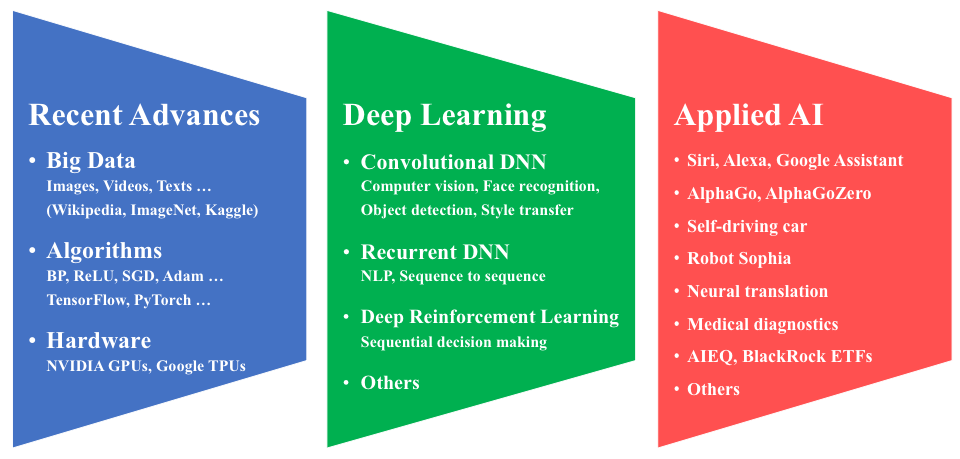 Recent Advances
• Big Data
Images, Videos, Texts …
(Wikipedia, ImageNet, Kaggle)
• Algorithms
BP, ReLU, SGD, Adam …
TensorFlow, PyTorch …
• Hardware
NVIDIA GPUs, Google TPUs
Deep Learning
• Convolutional DNN
Computer vision, Face recognition,
Object detection, Style transfer
• Recurrent DNN
NLP, Sequence to sequence
• Deep Reinforcement Learning
Sequential decision making
• Others
Applied AI
• Siri, Alexa, Google Assistant
• AlphaGo, AlphaGoZero
• Self-driving car
• Robot Sophia
• Neural translation
• Medical diagnostics
• AIEQ, BlackRock ETFs
• Others